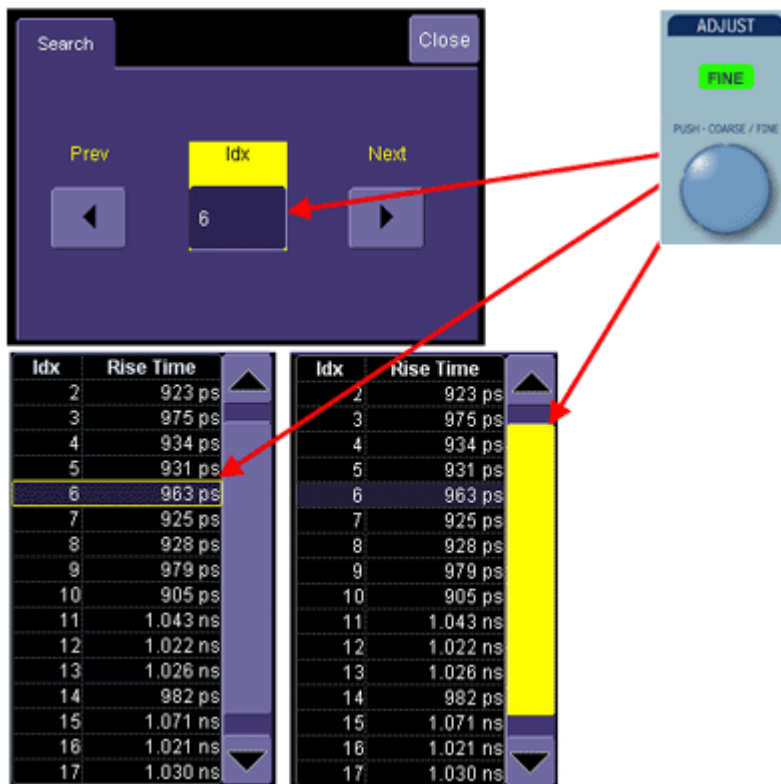 Search
Close
Prev
Idx
Next
6
ADJUST
FINE
PUSH - COARSE / FINE
Idx Rise Time
2 923 ps
3 975 ps
4 934 ps
5 931 ps
6 963 ps
7 925 ps
8 928 ps
9 979 ps
10 905 ps
11 1.043 ns
12 1.022 ns
13 1.026 ns
14 982 ps
15 1.071 ns
16 1.021 ns
17 1.030 ns
Idx Rise Time
2 923 ps
3 975 ps
4 934 ps
5 931 ps
6 963 ps
7 925 ps
8 928 ps
9 979 ps
10 905 ps
11 1.043 ns
12 1.022 ns
13 1.026 ns
14 982 ps
15 1.071 ns
16 1.021 ns
17 1.030 ns